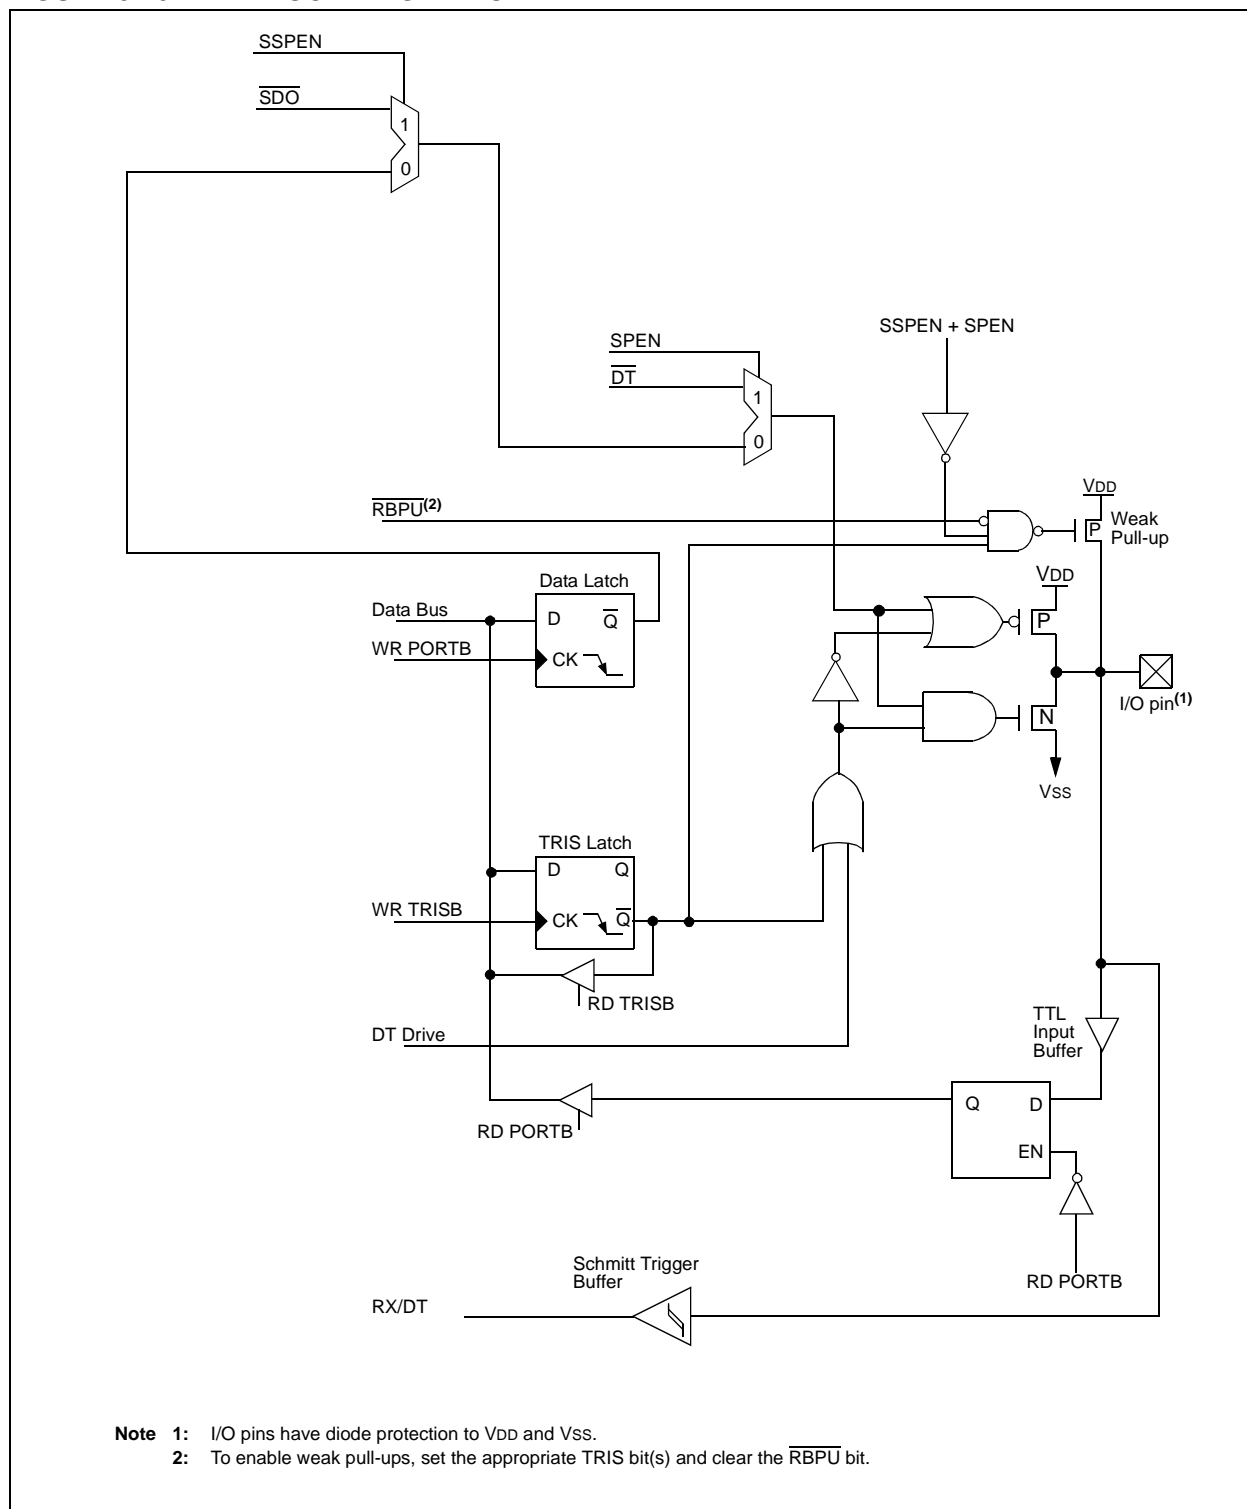 SSPEN
SDO
1
0
SSPEN + SPEN
SPEN
DT
1
0
RBPU(2)
VDD
P
Weak
Pull-up
VDD
P
Data Latch
Data Bus
D
Q
WR PORTB
CK
N
I/O pin(1)
VSS
TRIS Latch
D
Q
WR TRISB
CK
Q
RD TRISB
DT Drive
TTL
Input
Buffer
Q
D
EN
RD PORTB
RD PORTB
Schmitt Trigger
Buffer
RX/DT
Note 1: I/O pins have diode protection to VDD and VSS.
2: To enable weak pull-ups, set the appropriate TRIS bit(s) and clear the RBPU bit.